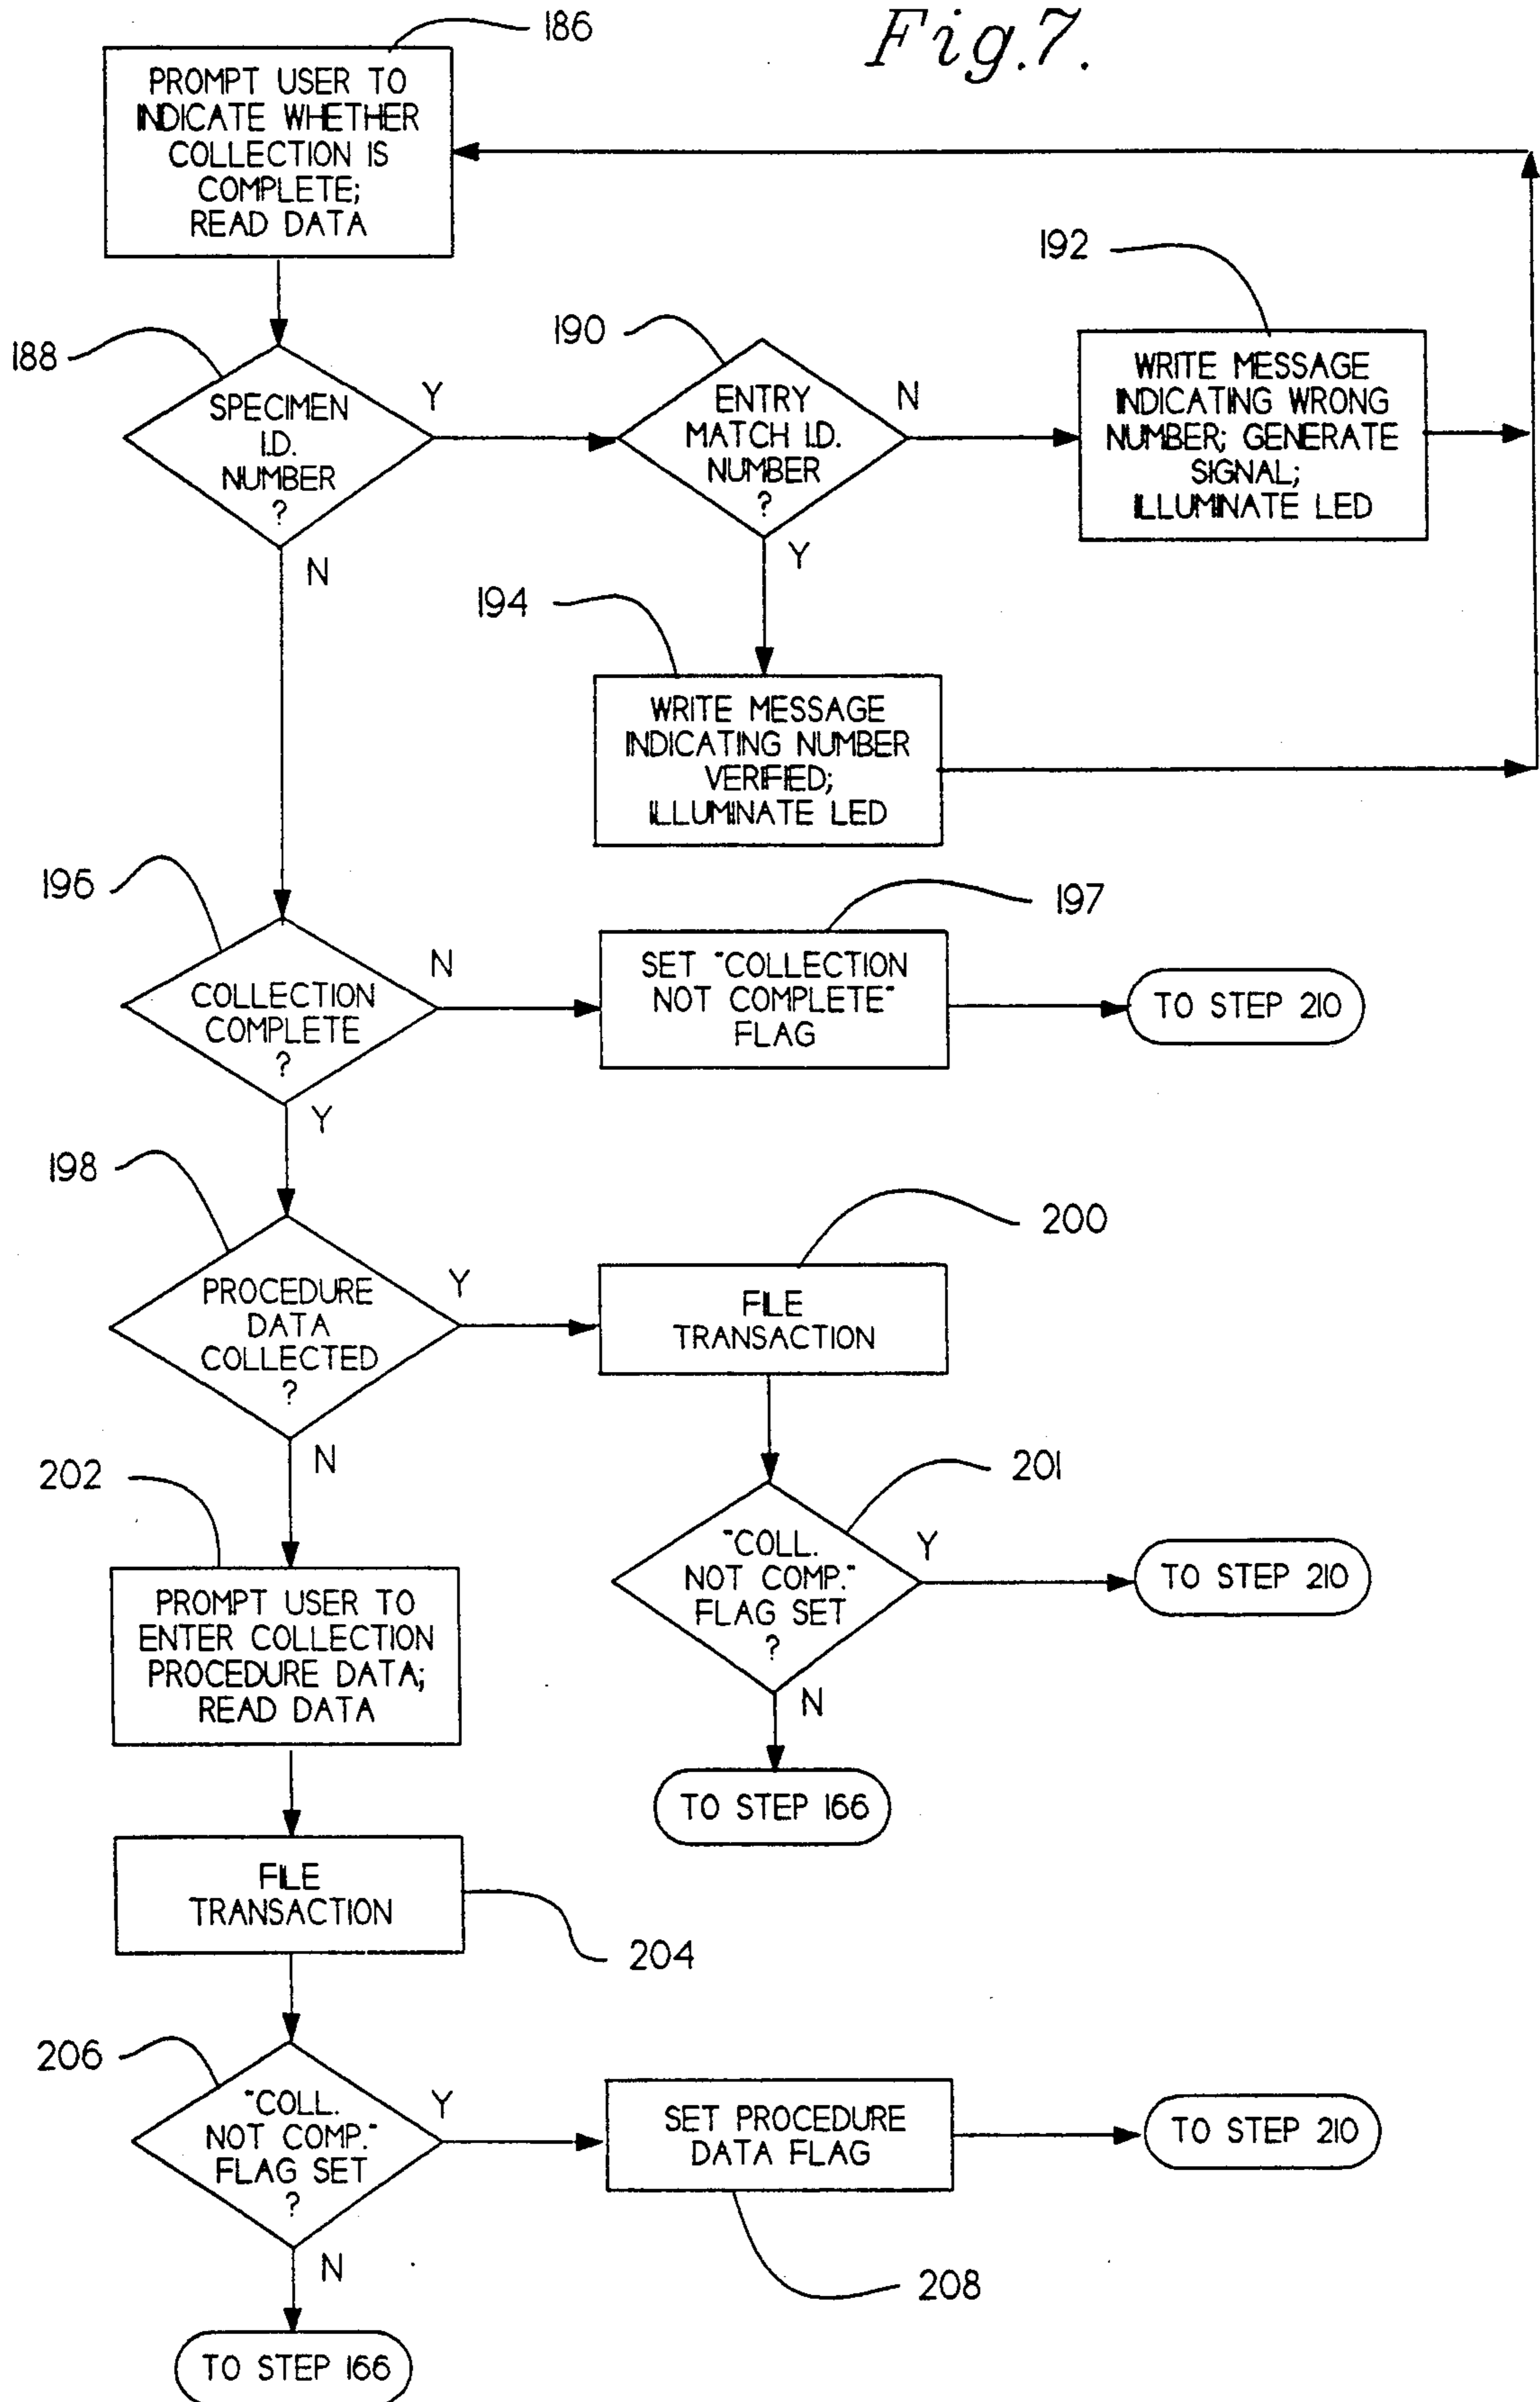 Fig.7.
186
PROMPT USER TO
INDICATE WHETHER
COLLECTION IS
COMPLETE;
READ DATA
188
SPECIMEN
I.D.
NUMBER
?
Y
N
190
ENTRY
MATCH I.D.
NUMBER
?
N
Y
192
WRITE MESSAGE
INDICATING WRONG
NUMBER; GENERATE
SIGNAL;
ILLUMINATE LED
194
WRITE MESSAGE
INDICATING NUMBER
VERIFIED;
ILLUMINATE LED
196
COLLECTION
COMPLETE
?
N
Y
197
SET "COLLECTION
NOT COMPLETE"
FLAG
TO STEP 210
198
PROCEDURE
DATA
COLLECTED
?
Y
N
200
FILE
TRANSACTION
201
"COLL.
NOT COMP."
FLAG SET
?
Y
TO STEP 210
N
TO STEP 166
202
PROMPT USER TO
ENTER COLLECTION
PROCEDURE DATA;
READ DATA
FILE
TRANSACTION
204
206
"COLL.
NOT COMP."
FLAG SET
?
Y
N
SET PROCEDURE
DATA FLAG
208
TO STEP 210
TO STEP 166